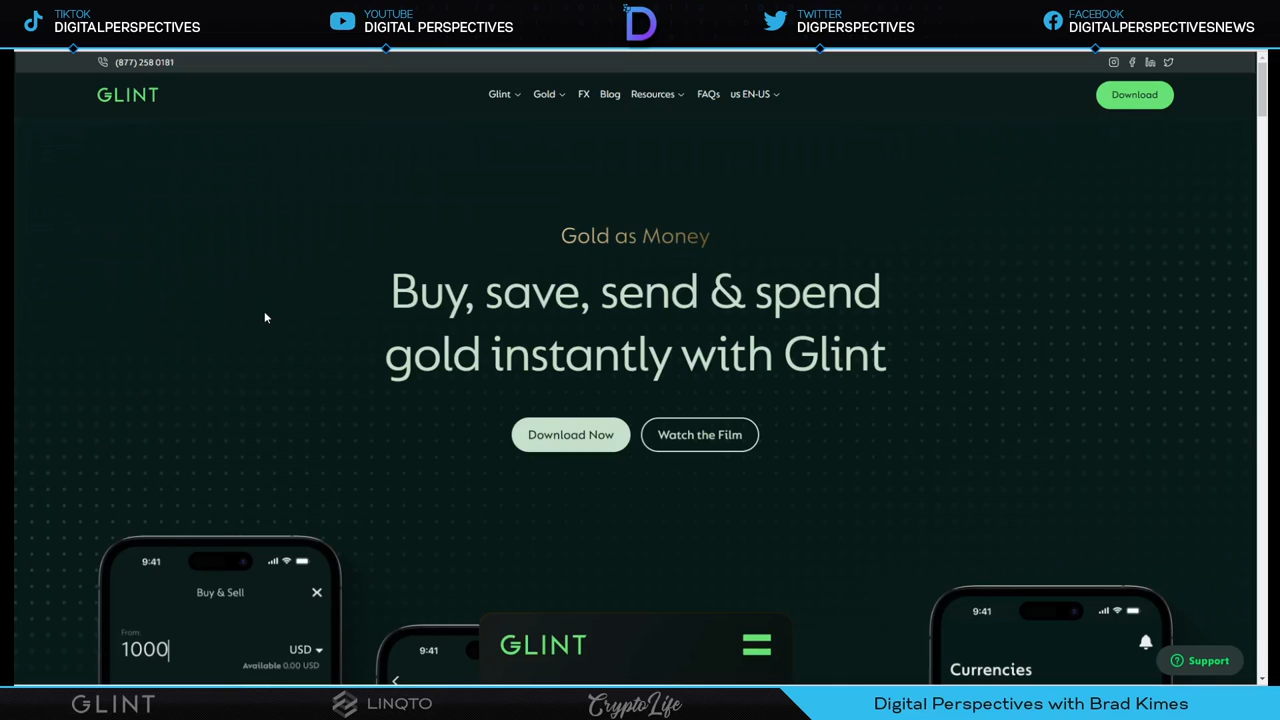 TIKTOK
DIGITALPERSPECTIVES
YOUTUBE
DIGITAL PERSPECTIVES
D
TWITTER
DIGPERSPECTIVES
FACEBOOK
DIGITALPERSPECTIVESNEWS
(877) 258 0181
GLINT
Glint
Gold
FX
Blog
Resources
FAQs
us EN-US
Download
Gold as Money
Buy, save, send & spend
gold instantly with Glint
Download Now
Watch the Film
9:41
Buy & Sell
From
1000
USD
Available 0.00 USD
9:41
GLINT
9:41
Currencies
Support
GLINT
LINQTO
CryptoLife
Digital Perspectives with Brad Kimes